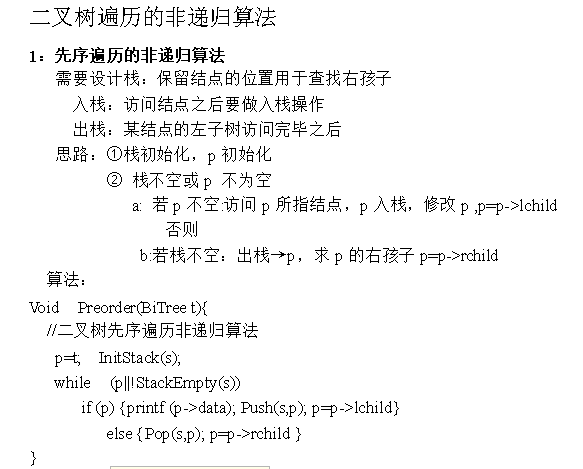 二叉树遍历的非递归算法
1：先序遍历的非递归算法
需要设计栈：保留结点的位置用于查找右孩子
入栈：访问结点之后要做入栈操作
出栈：某结点的左子树访问完毕之后
思路：①栈初始化，p 初始化
② 栈不空或p 不为空
a: 若p 不空:访问 p 所指结点，p 入栈，修改 p ,p=p->lchild
否则
b:若栈不空：出栈→p，求 p 的右孩子 p=p->rchild
算法：
Void Preorder(BiTree t){
//二叉树先序遍历非递归算法
p=t; InitStack(s);
while (p||!StackEmpty(s))
if (p) {printf (p->data); Push(s,p); p=p->lchild}
else {Pop(s,p); p=p->rchild }
}